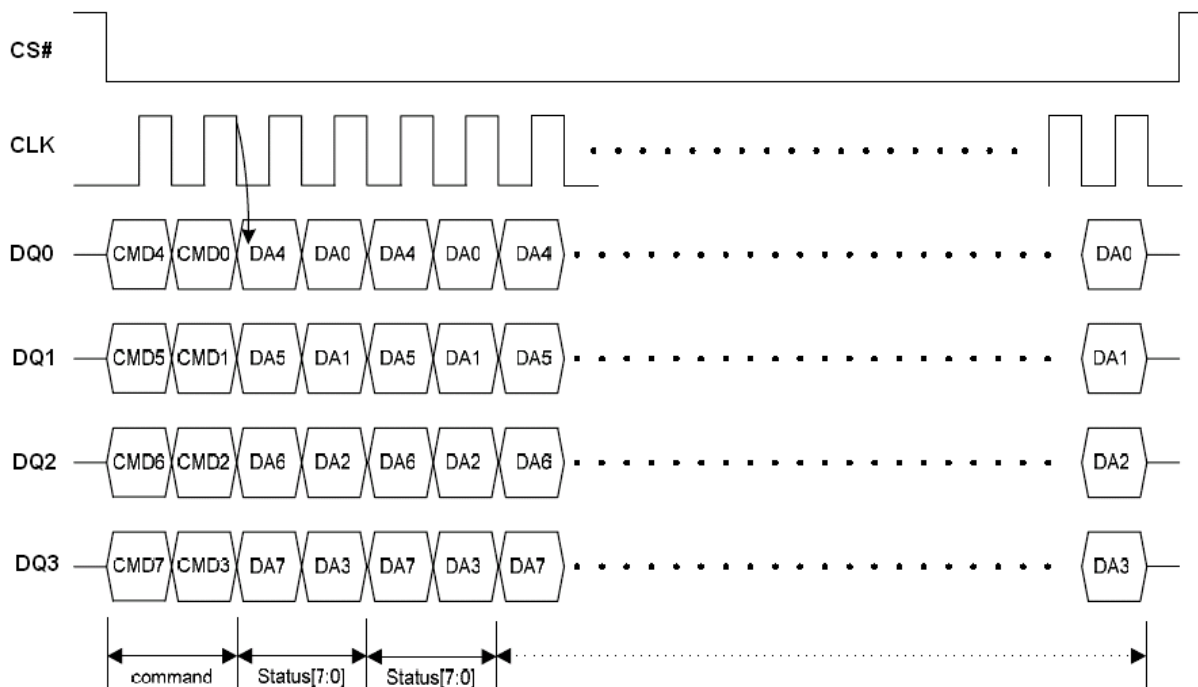 CS#
CLK
DQ0 CMD4 CMD0 DA4 DA0 DA4 DA0 DA4 DA0
DQ1 CMD5 CMD1 DA5 DA1 DA5 DA1 DA5 DA1
DQ2 CMD6 CMD2 DA6 DA2 DA6 DA2 DA6 DA2
DQ3 CMD7 CMD3 DA7 DA3 DA7 DA3 DA7 DA3
command Status[7:0] Status[7:0]